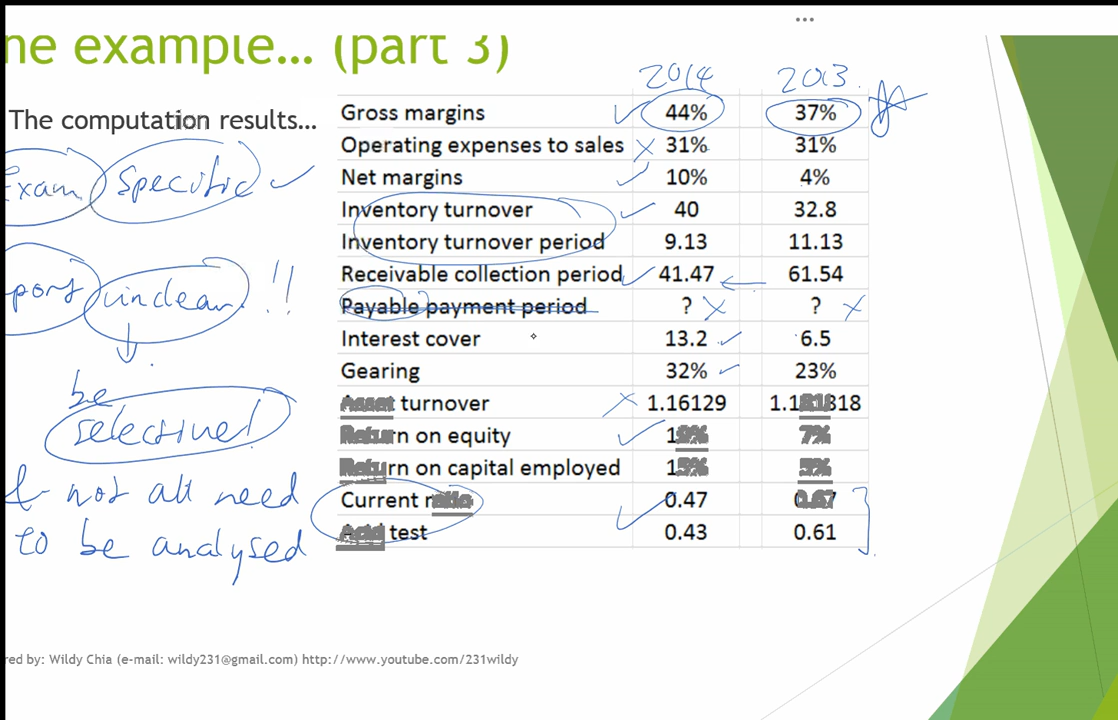 ne example... (part 3)
2014 2013
The computation results...
Exam Specific
port unclear !!
be
selective!
not all need
to be analysed
Gross margins 44% 37%
Operating expenses to sales 31% 31%
Net margins 10% 4%
Inventory turnover 40 32.8
Inventory turnover period 9.13 11.13
Receivable collection period 41.47 61.54
Payable payment period ? ?
Interest cover 13.2 6.5
Gearing 32% 23%
turnover 1.16129
n on equity 7%
n on capital employed
Current 0.47
test 0.43 0.61
red by: Wildy Chia (e-mail: wildy231@gmail.com) http://www.youtube.com/231wildy